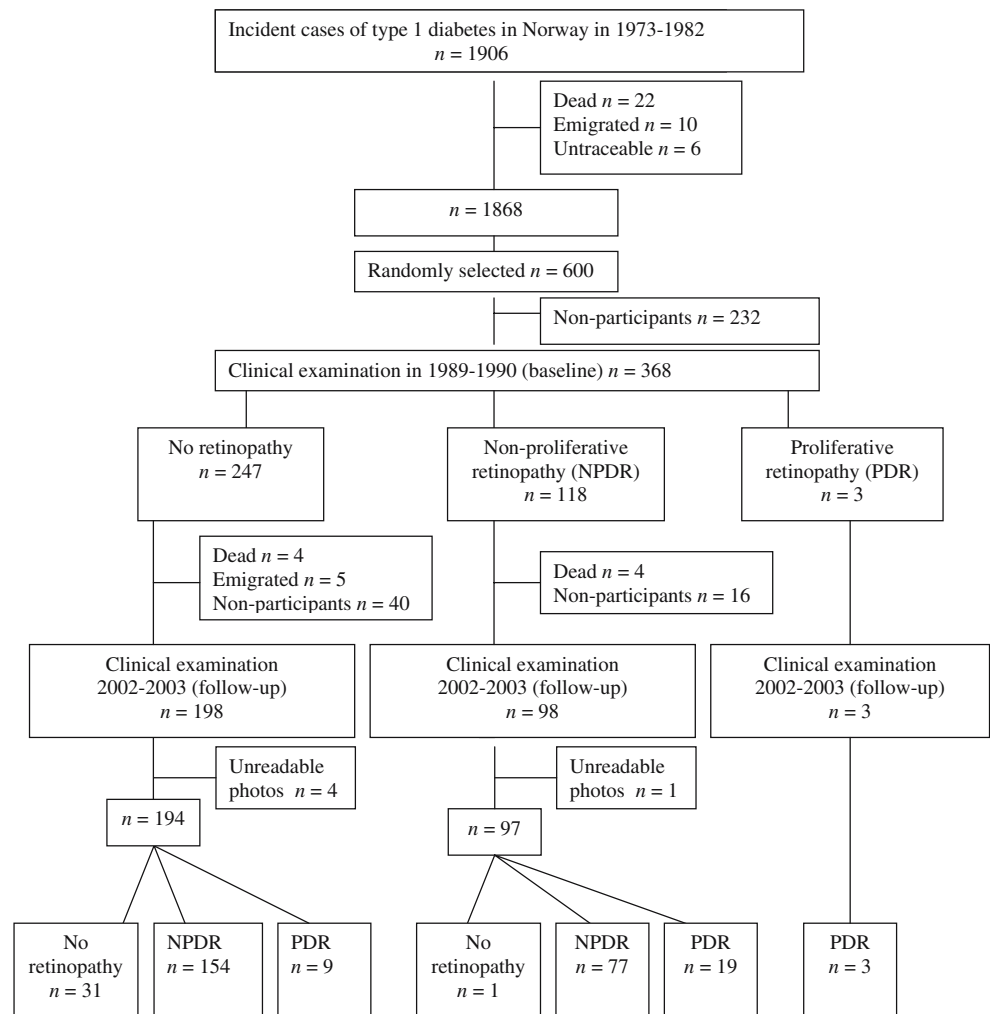 Incident cases of type 1 diabetes in Norway in 1973-1982
n = 1906
Dead n = 22
Emigrated n = 10
Untraceable n = 6
n = 1868
Randomly selected n = 600
Non-participants n = 232
Clinical examination in 1989-1990 (baseline) n = 368
No retinopathy
n = 247
Non-proliferative
retinopathy (NPDR)
n = 118
Proliferative
retinopathy (PDR)
n = 3
Dead n = 4
Emigrated n = 5
Non-participants n = 40
Dead n = 4
Non-participants n = 16
Clinical examination
2002-2003 (follow-up)
n = 198
Clinical examination
2002-2003 (follow-up)
n = 98
Clinical examination
2002-2003 (follow-up)
n = 3
Unreadable
photos n = 4
Unreadable
photos n = 1
n = 194
n = 97
No
retinopathy
n = 31
NPDR
n = 154
PDR
n = 9
No
retinopathy
n = 1
NPDR
n = 77
PDR
n = 19
PDR
n = 3